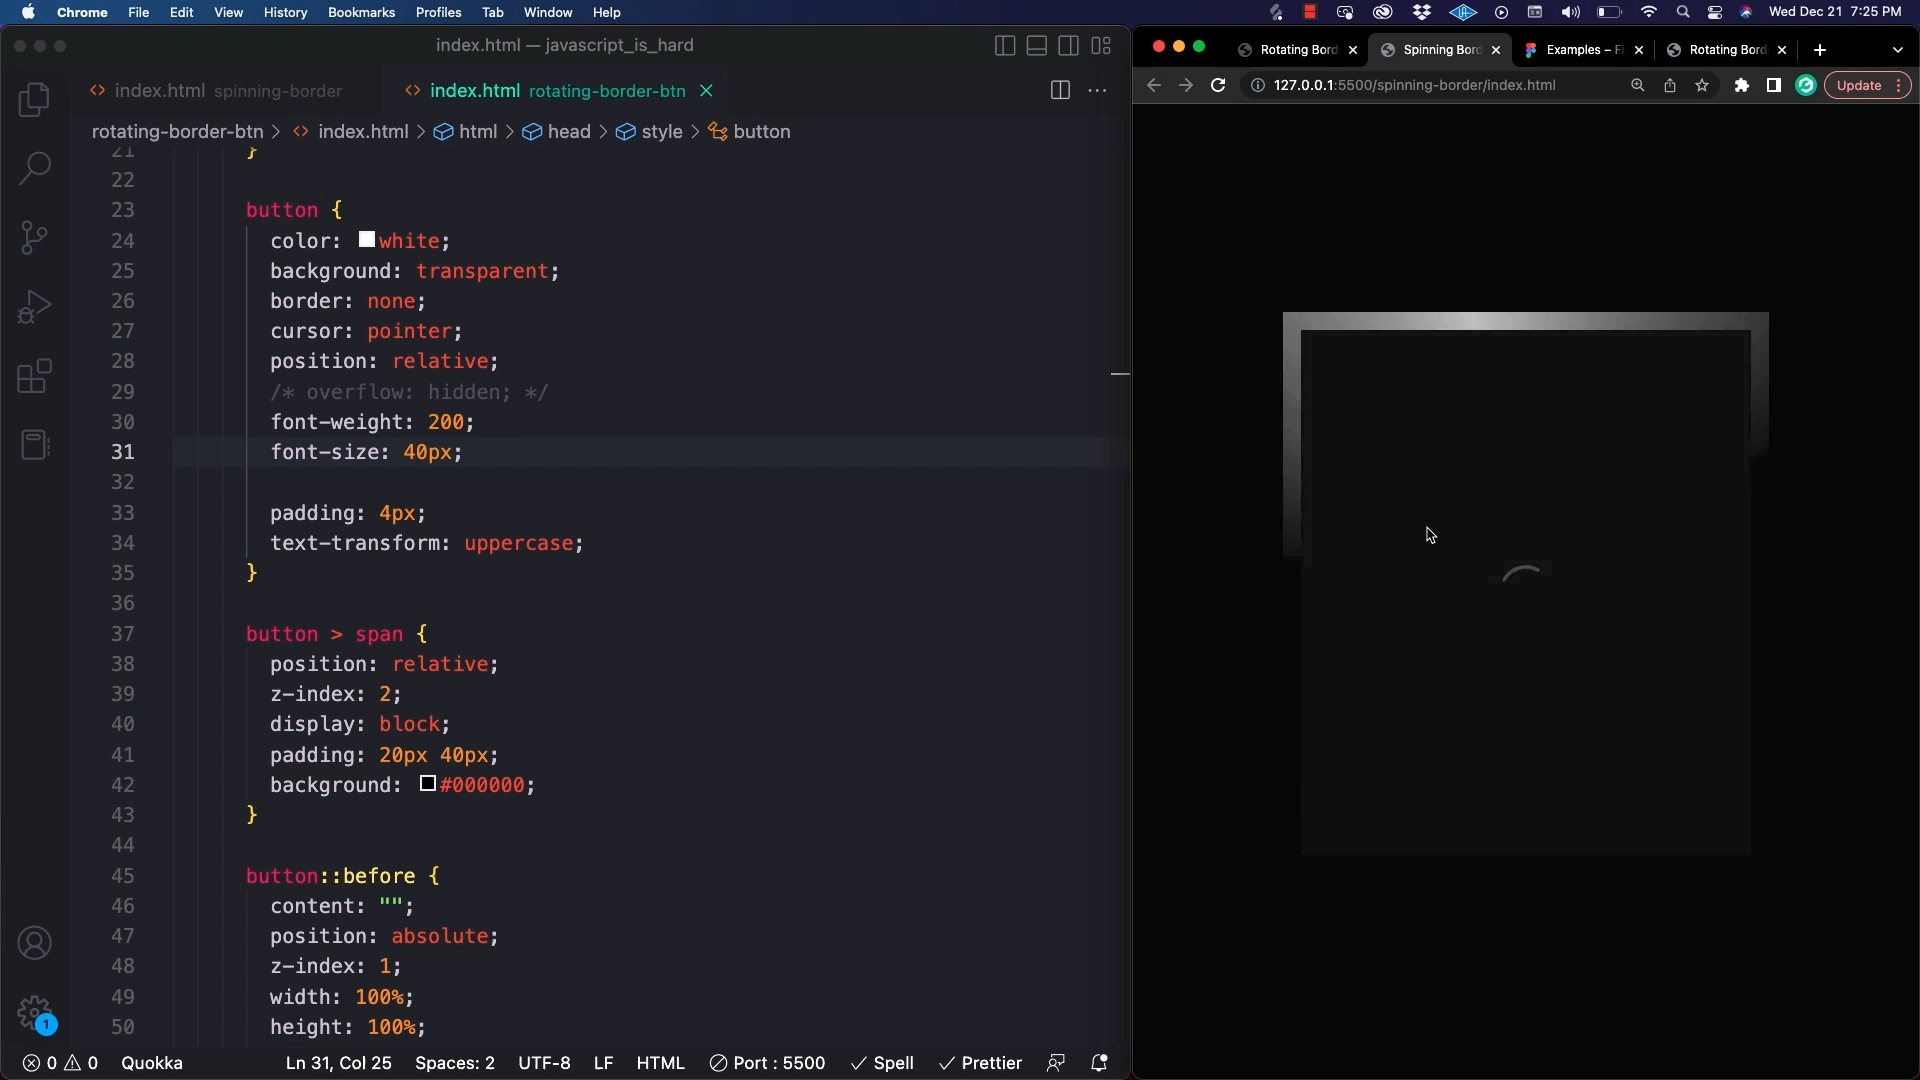 Chrome File Edit View History Bookmarks Profiles Tab Window Help
Wed Dec 21 7:25 PM
index.html — javascript_is_hard
index.html spinning-border
index.html rotating-border-btn
rotating-border-btn > index.html > html > head > style > button
21 }
22
23 button {
24 color: white;
25 background: transparent;
26 border: none;
27 cursor: pointer;
28 position: relative;
29 /* overflow: hidden; */
30 font-weight: 200;
31 font-size: 40px;
32
33 padding: 4px;
34 text-transform: uppercase;
35 }
36
37 button > span {
38 position: relative;
39 z-index: 2;
40 display: block;
41 padding: 20px 40px;
42 background: #000000;
43 }
44
45 button::before {
46 content: "";
47 position: absolute;
48 z-index: 1;
49 width: 100%;
50 height: 100%;
1
0 0 Quokka
Ln 31, Col 25 Spaces: 2 UTF-8 LF HTML Port : 5500 Spell Prettier
Rotating Bord
Spinning Bord
Examples – Fi
Rotating Bord
127.0.0.1:5500/spinning-border/index.html
Update